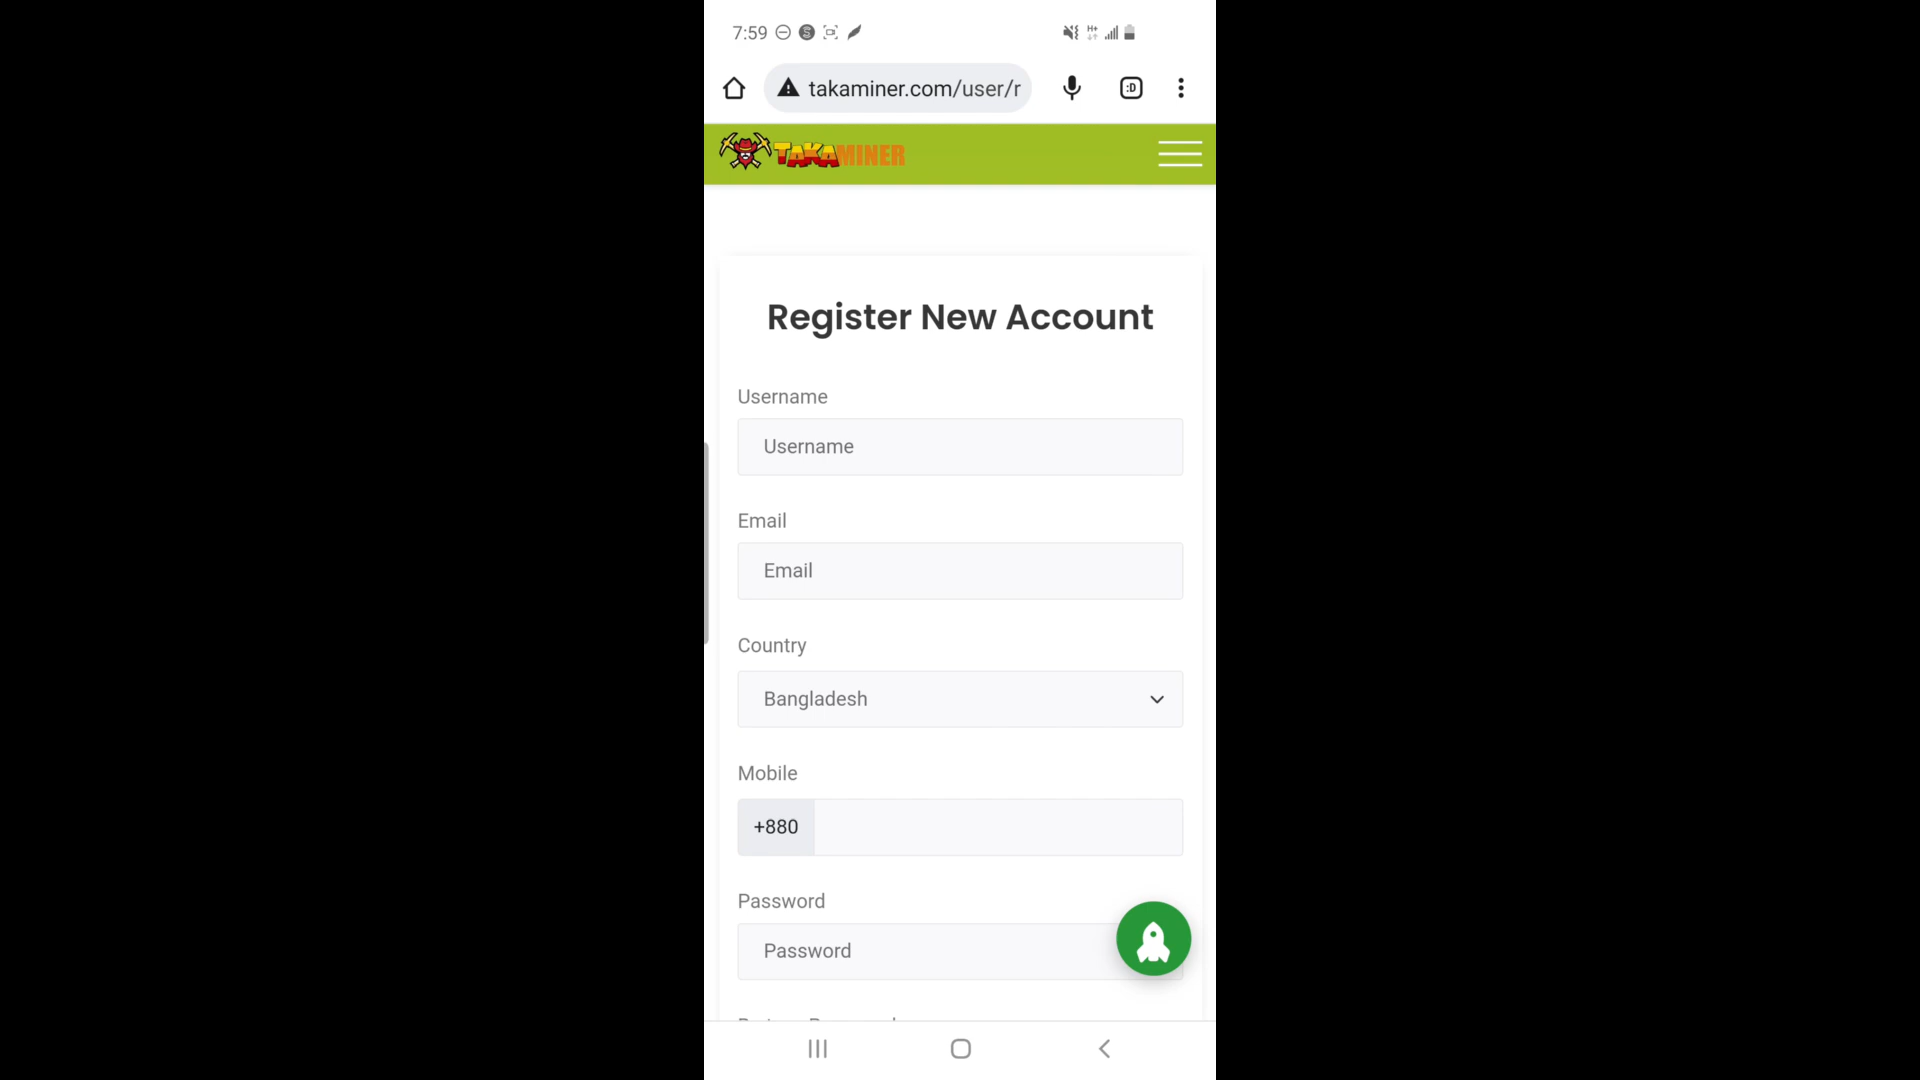 7:59
takaminer.com/user/r
:D
TAKAMINER
Register New Account
Username
Username
Email
Email
Country
Bangladesh
Mobile
+880
Password
Password